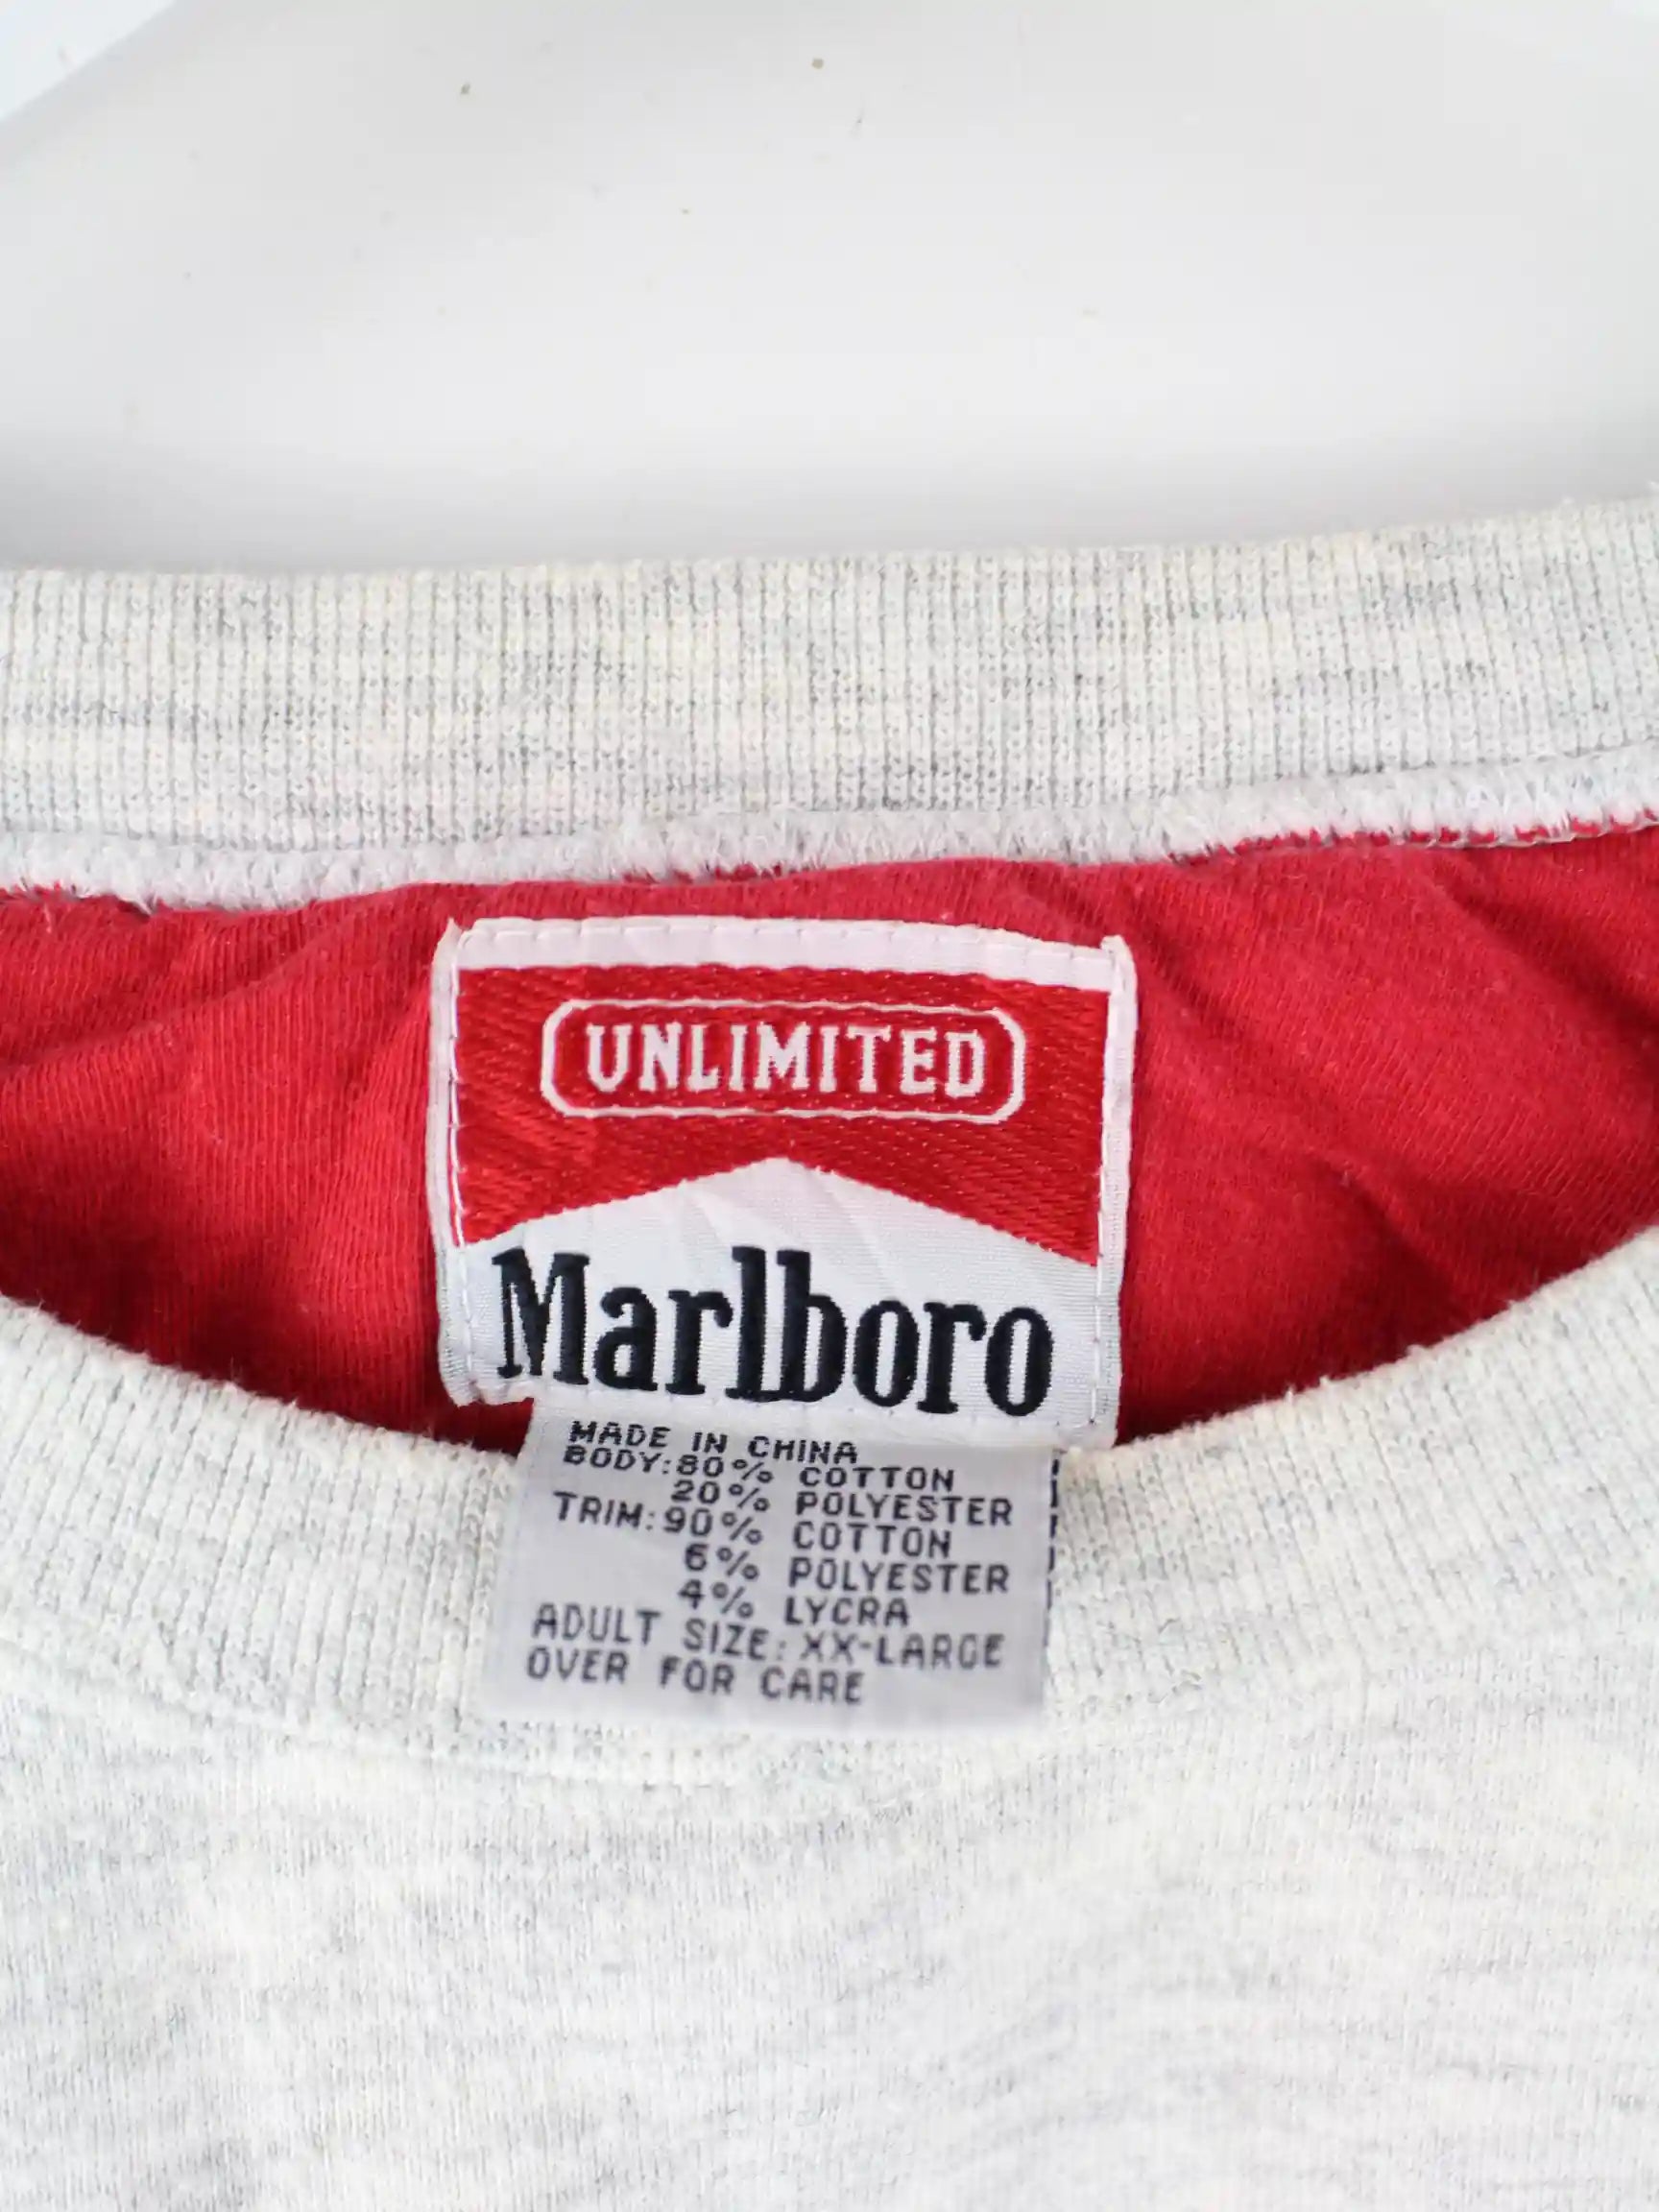 UNLIMITED
Marlboro
MADE IN CHINA
BODY:80% COTTON
20% POLYESTER
TRIM:90% COTTON
6% POLYESTER
4% LYCRA
ADULT SIZE: XX-LARGE
OVER FOR CARE